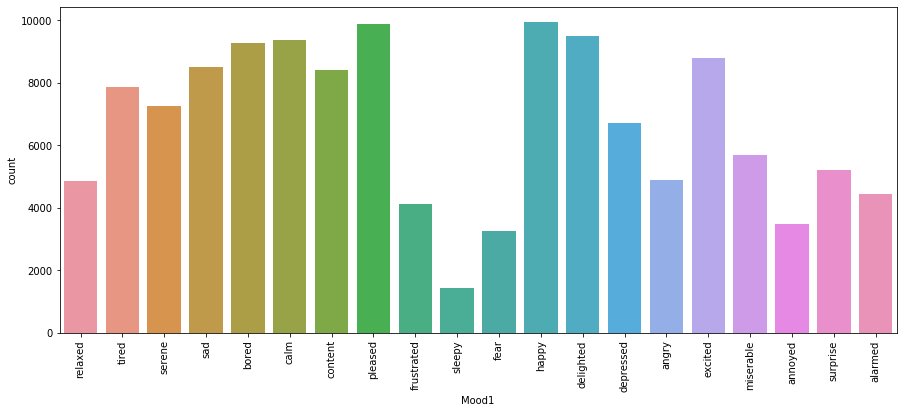 10000
8000
6000
4000
2000
0
count
relaxed
tired
serene
sad
bored
calm
content
pleased
frustrated
sleepy
fear
happy
delighted
depressed
angry
excited
miserable
annoyed
surprise
alarmed
Mood1